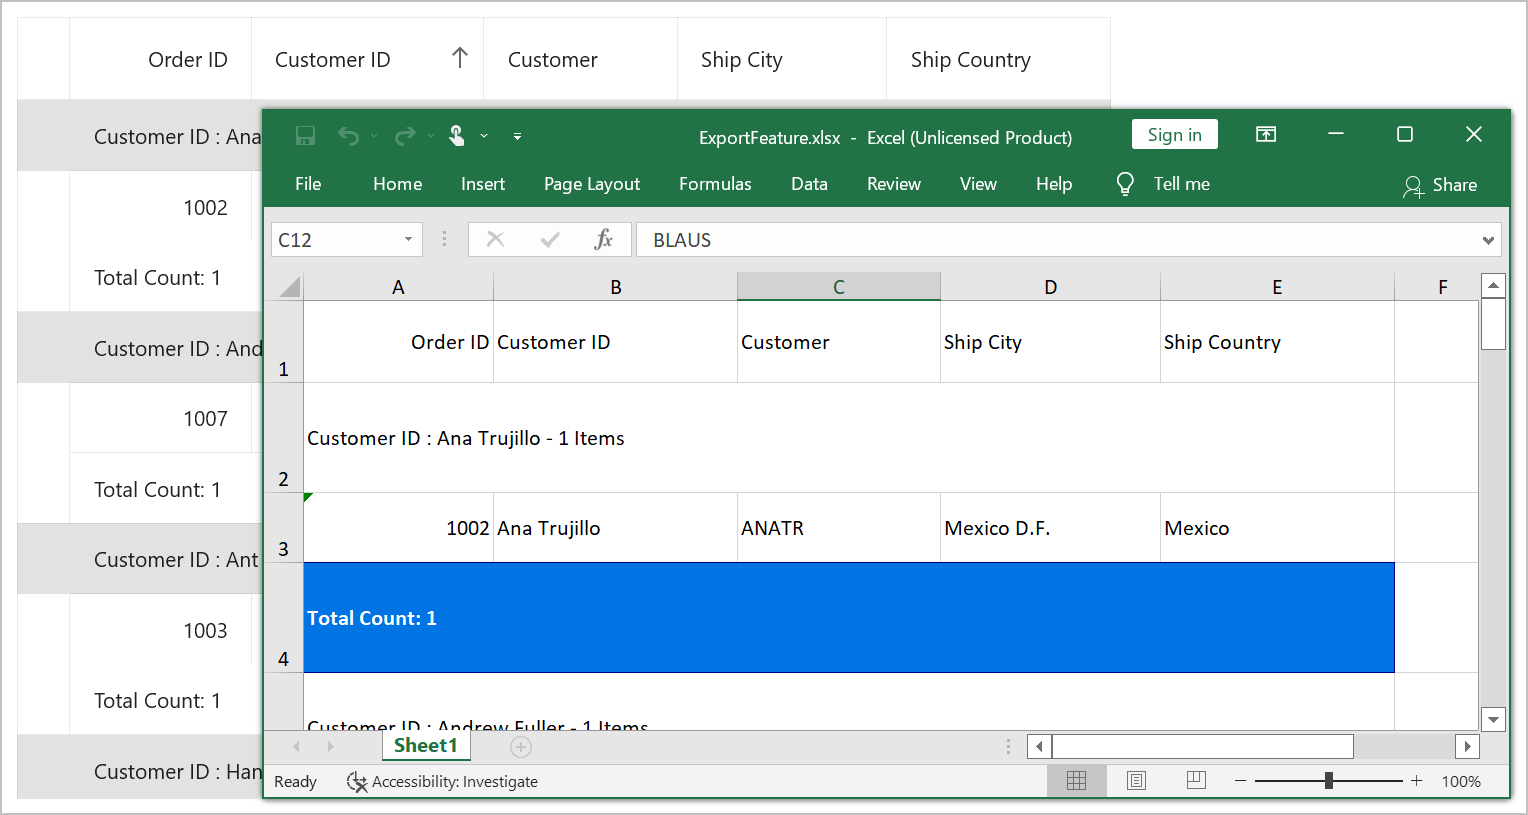 Order ID Customer ID Customer Ship City Ship Country
Customer ID : Ana
1002
Total Count: 1
Customer ID : And
1007
Total Count: 1
Customer ID : Ant
1003
Total Count: 1
Customer ID : Han
ExportFeature.xlsx - Excel (Unlicensed Product) Sign in
File Home Insert Page Layout Formulas Data Review View Help Tell me Share
C12 fx BLAUS
A B C D E F
1 Order ID Customer ID Customer Ship City Ship Country
2 Customer ID : Ana Trujillo - 1 Items
3 1002 Ana Trujillo ANATR Mexico D.F. Mexico
4 Total Count: 1
Customer ID : Andrew Fuller - 1 Items
Sheet1
Ready Accessibility: Investigate 100%